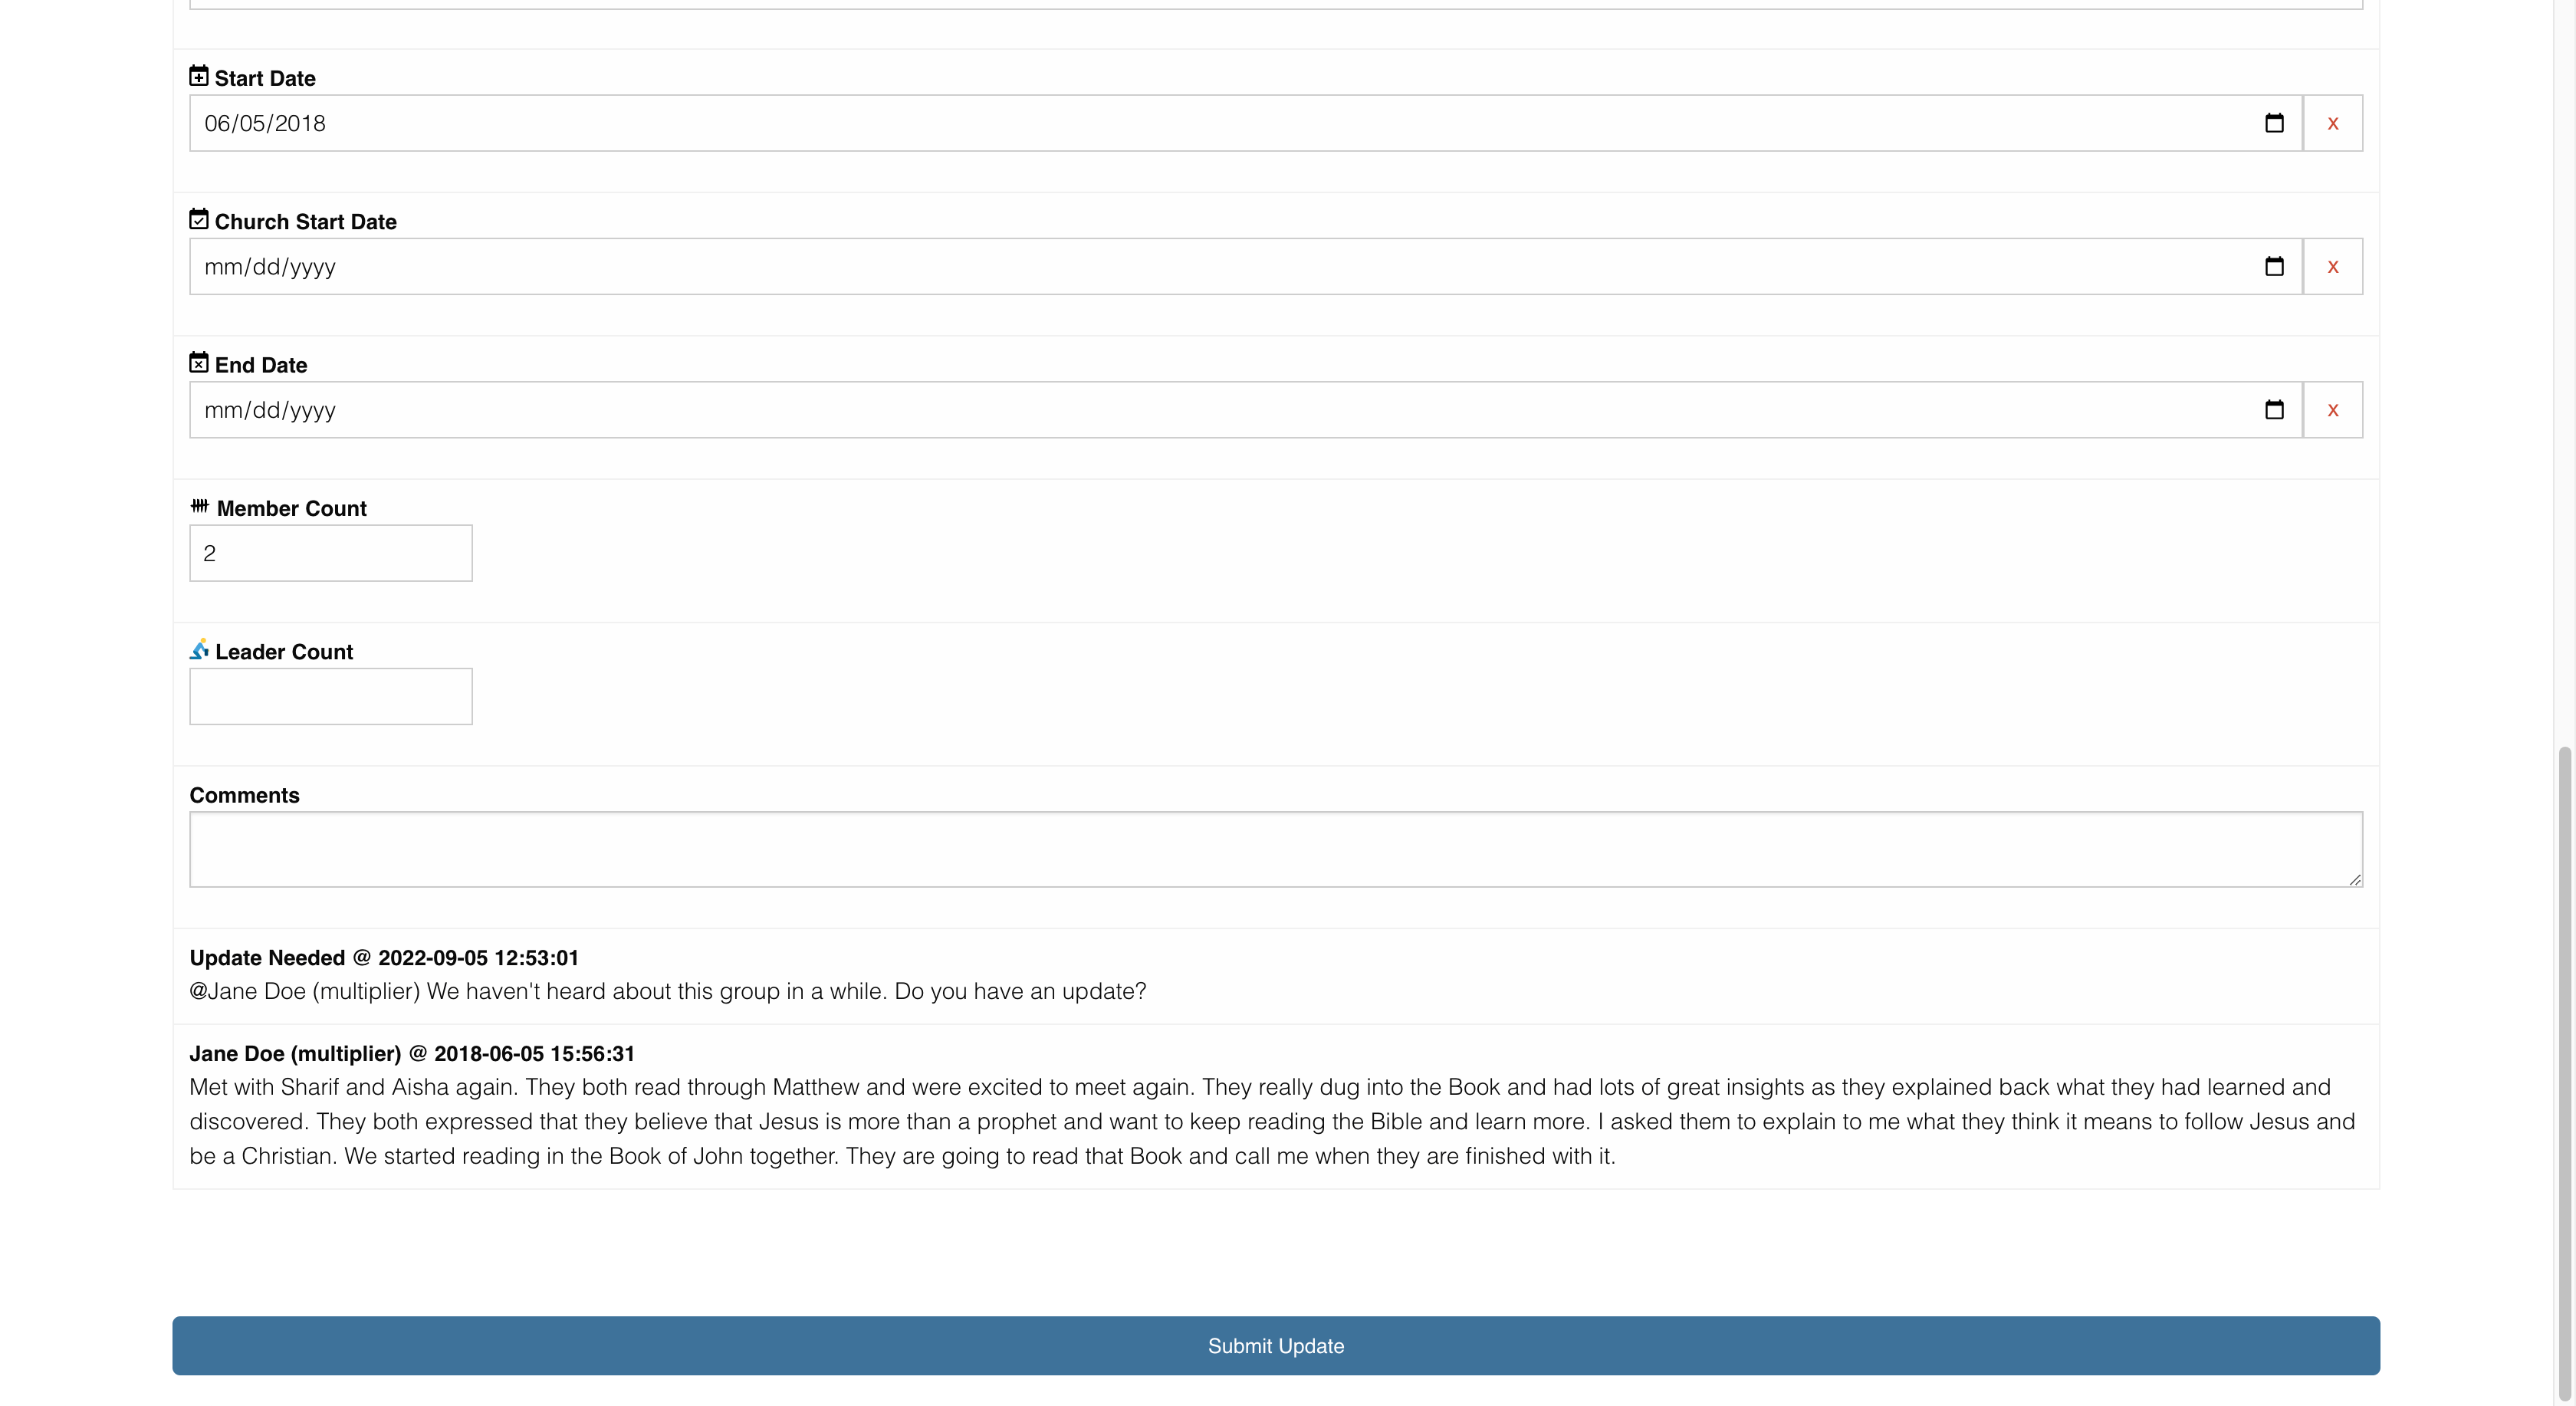 Start Date
06/05/2018
x
Church Start Date
mm/dd/yyyy
x
End Date
mm/dd/yyyy
x
Member Count
2
Leader Count
Comments
Update Needed @ 2022-09-05 12:53:01
@Jane Doe (multiplier) We haven't heard about this group in a while. Do you have an update?
Jane Doe (multiplier) @ 2018-06-05 15:56:31
Met with Sharif and Aisha again. They both read through Matthew and were excited to meet again. They really dug into the Book and had lots of great insights as they explained back what they had learned and
discovered. They both expressed that they believe that Jesus is more than a prophet and want to keep reading the Bible and learn more. I asked them to explain to me what they think it means to follow Jesus and
be a Christian. We started reading in the Book of John together. They are going to read that Book and call me when they are finished with it.
Submit Update